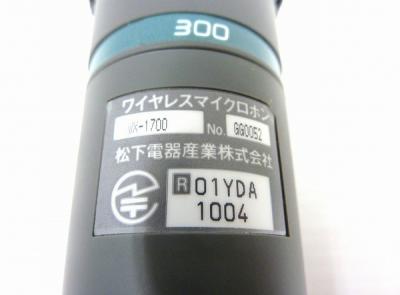 300
ワイヤレスマイクロホン
WX-1700 No. GG0052
松下電器産業株式会社
R 01YDA
1004